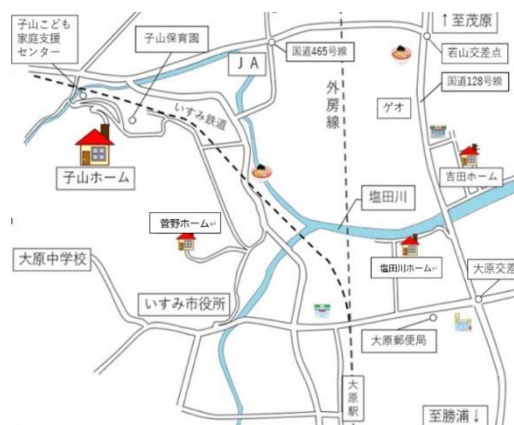 子山こども
家庭支援
センター
子山保育園
国道465号線
ＪＡ
↑至茂原
若山交差点
国道128号線
外房線
ゲオ
いすみ鉄道
子山ホーム
吉田ホーム
塩田川
菅野ホーム
塩田川ホーム
大原中学校
いすみ市役所
大原交差
大原郵便局
大原駅
至勝浦↓